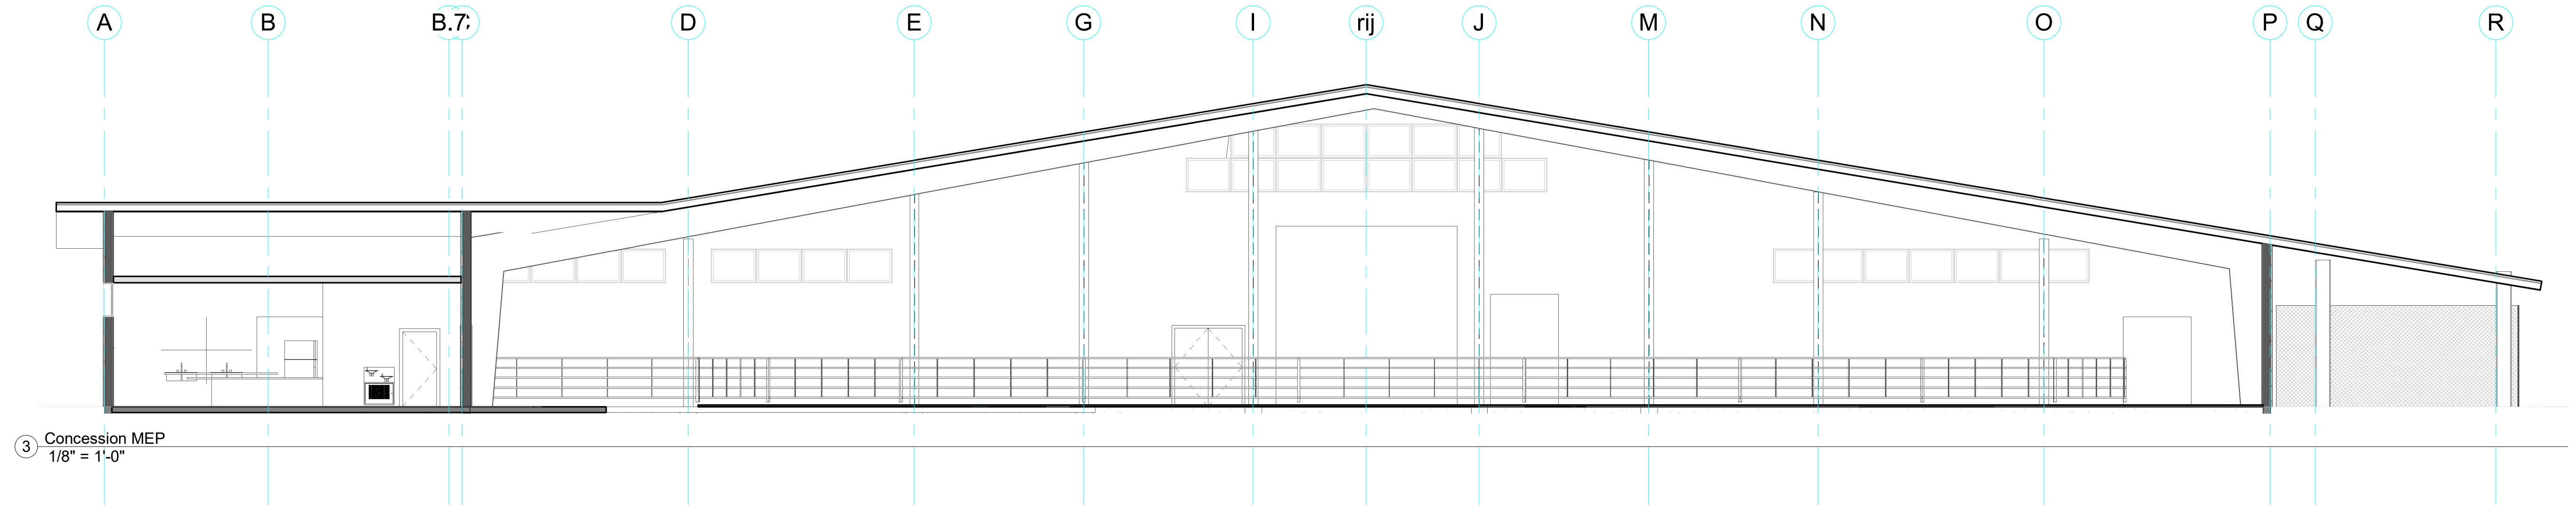 A B B.7 D E G I rij J M N O P Q R
3 Concession MEP
1/8" = 1'-0"